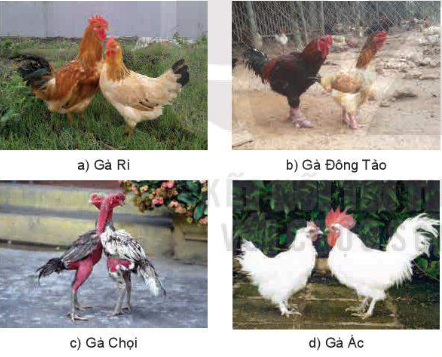 a) Gà Ri
b) Gà Đông Tảo
c) Gà Chọi
d) Gà Ác